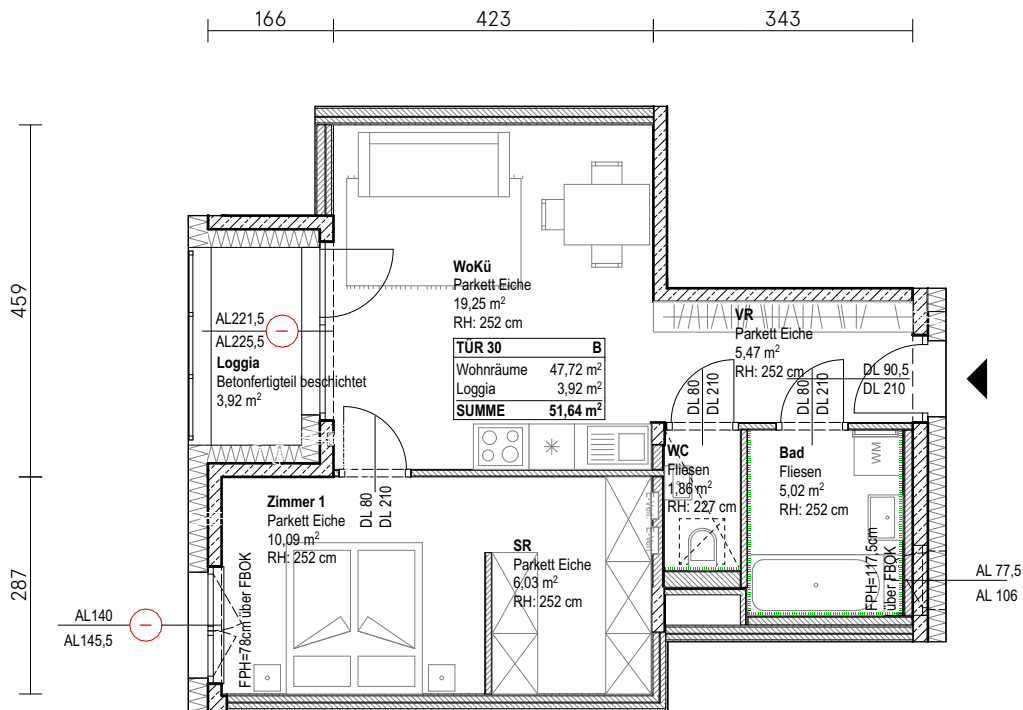 166
423
343
459
287
WoKü
Parkett Eiche
19,25 m²
RH: 252 cm
TÜR 30 B
Wohnräume 47,72 m²
Loggia 3,92 m²
SUMME 51,64 m²
AL221,5
AL225,5
Loggia
Betonfertigteil beschichtet
3,92 m²
VR
Parkett Eiche
5,47 m²
RH: 252 cm
DL 90,5
DL 210
DL 80
DL 210
DL 80
DL 210
WC
Fliesen
1,86 m²
RH: 227 cm
Bad
Fliesen
5,02 m²
RH: 252 cm
WM
FPH=117,5cm
über FBOK
AL 77,5
AL 106
Zimmer 1
Parkett Eiche
10,09 m²
RH: 252 cm
DL 80
DL 210
SR
Parkett Eiche
6,03 m²
RH: 252 cm
FPH=78cm über FBOK
AL140
AL145,5